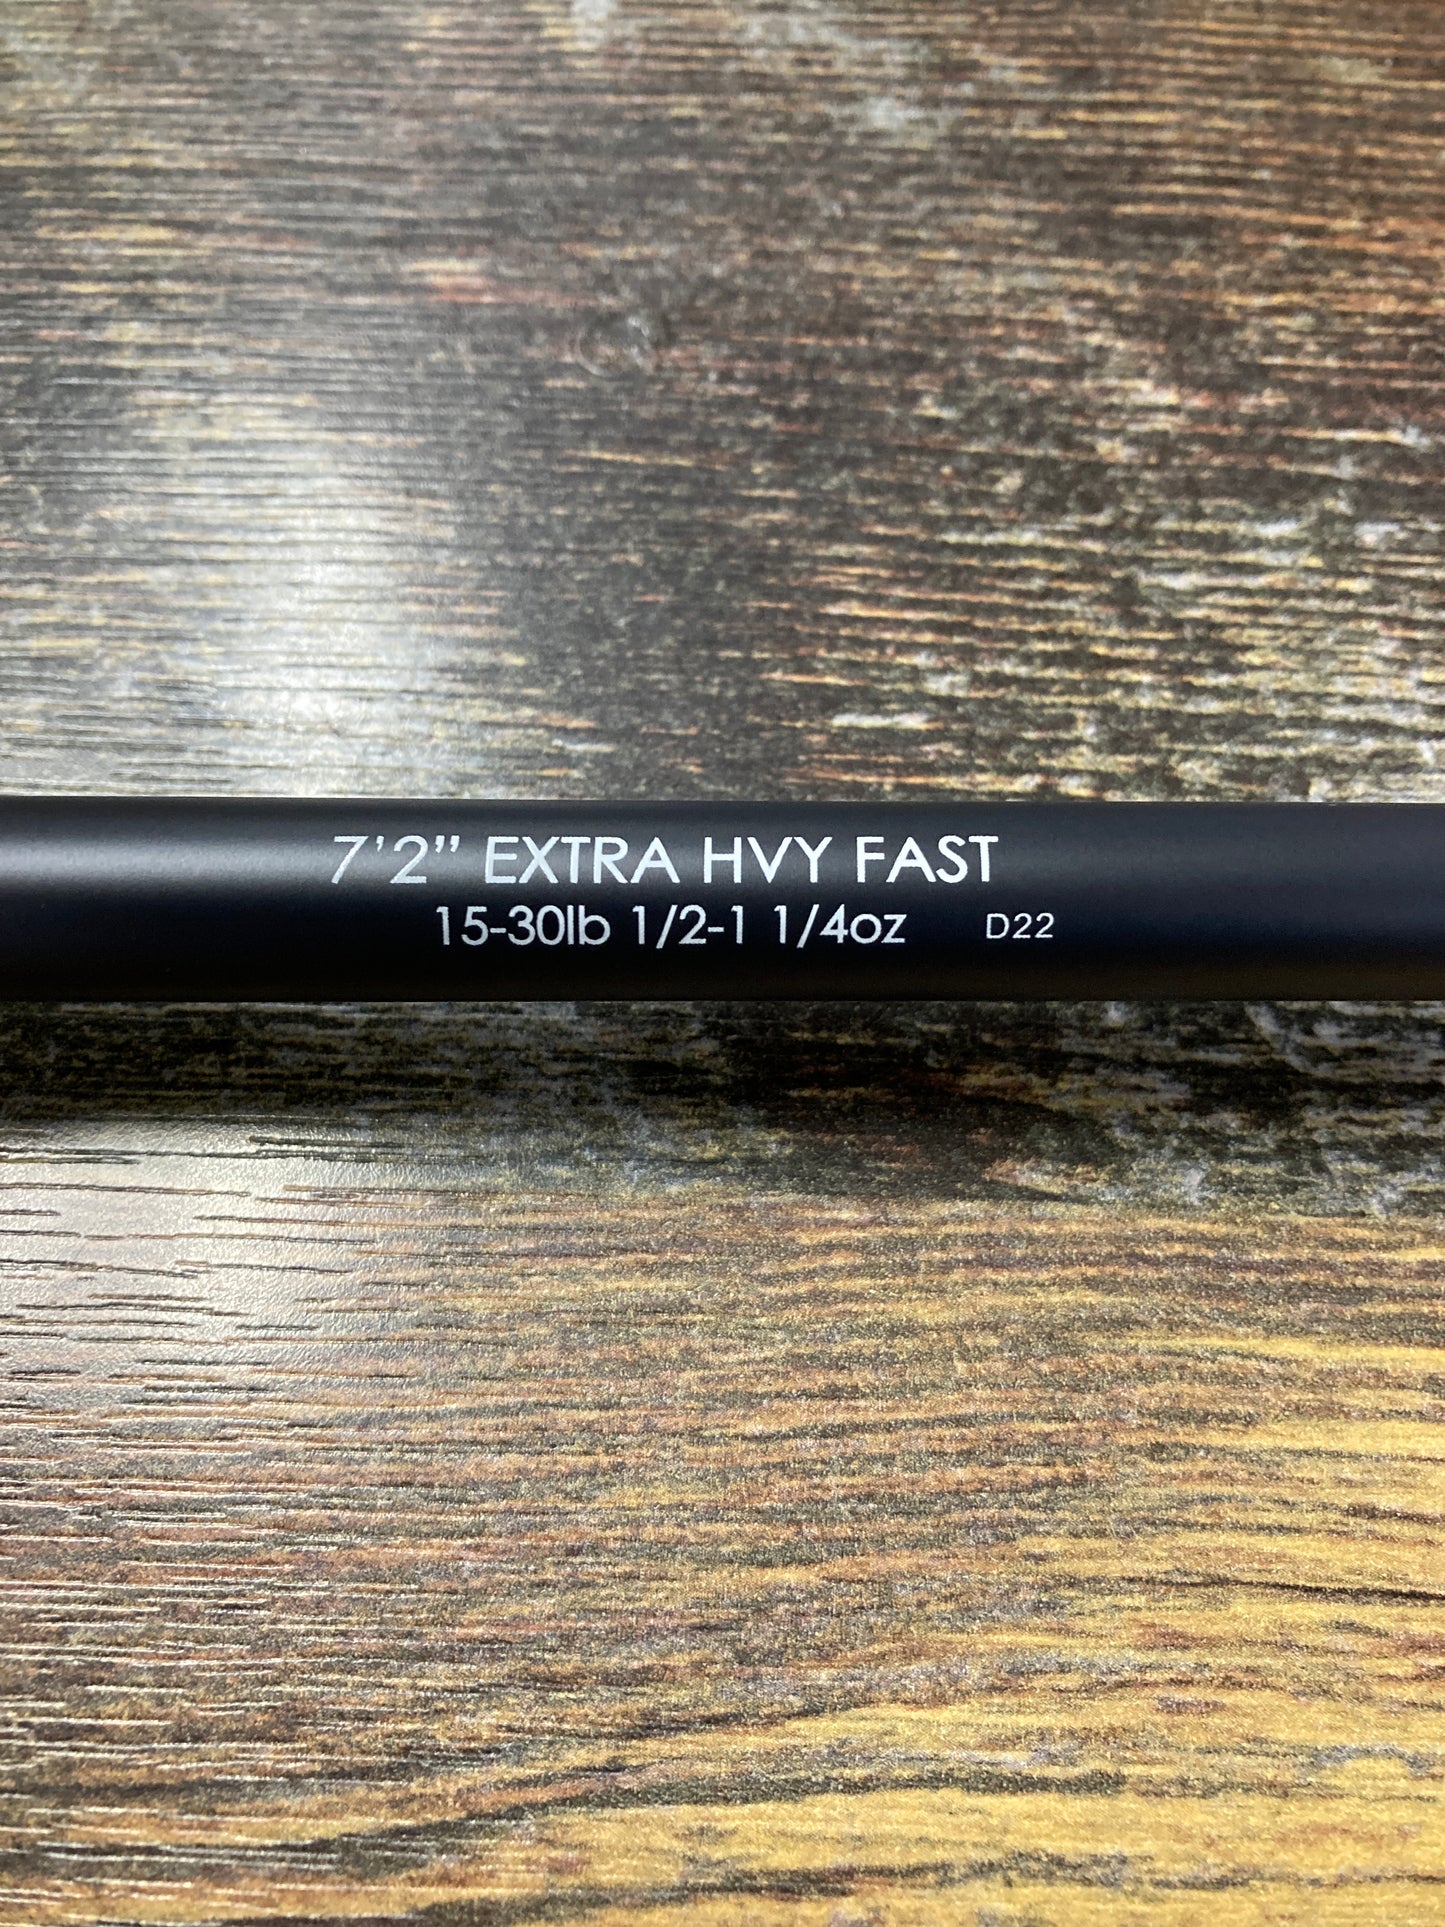 7’2” EXTRA HVY FAST
15-30lb 1/2-1 1/4oz D22